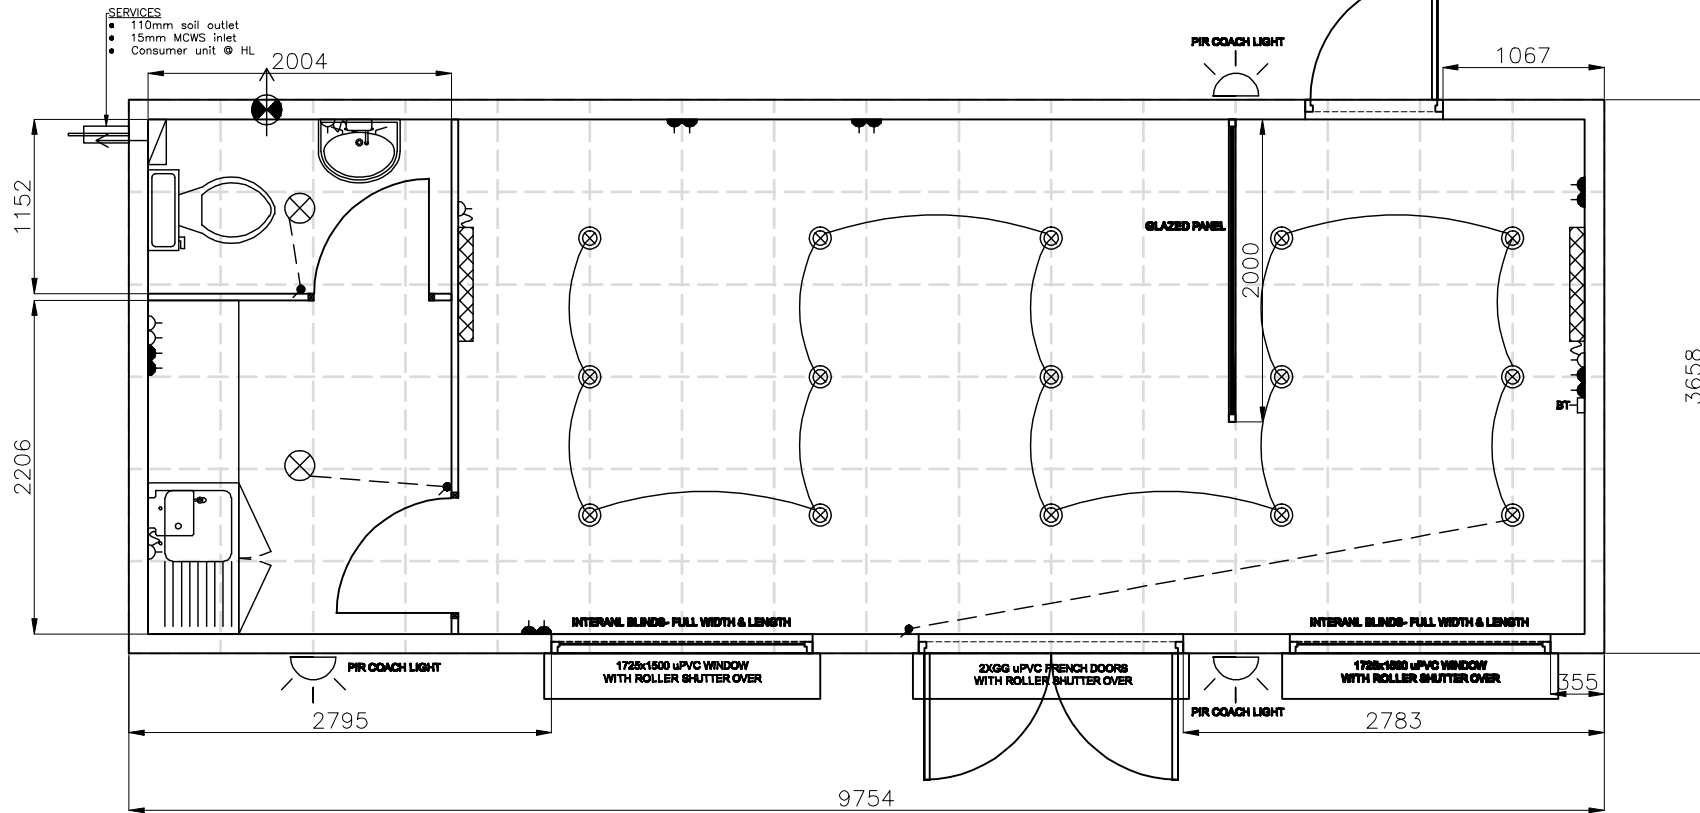 SERVICES
• 110mm soil outlet
• 15mm MCWS inlet
• Consumer unit @ HL
2004
PIR COACH LIGHT
1067
1152
GLAZED PANEL
2000
3658
BT
2206
INTERANL BLINDS- FULL WIDTH & LENGTH
INTERANL BLINDS- FULL WIDTH & LENGTH
PIR COACH LIGHT
1725x1500 uPVC WINDOW
WITH ROLLER SHUTTER OVER
2XGG uPVC FRENCH DOORS
WITH ROLLER SHUTTER OVER
1725x1500 uPVC WINDOW
WITH ROLLER SHUTTER OVER
355
PIR COACH LIGHT
2795
2783
9754